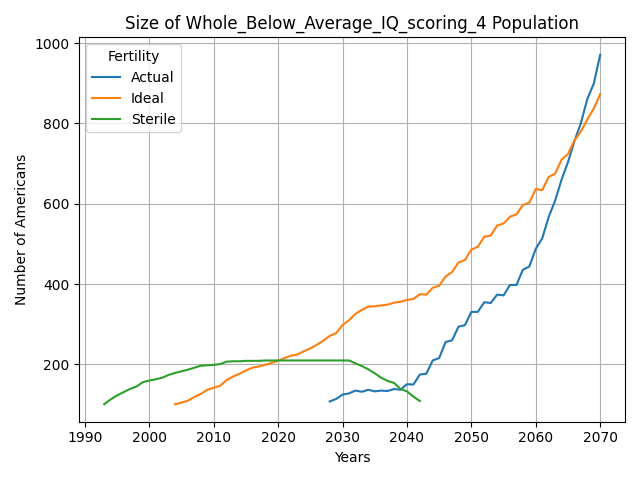 Size of Whole_Below_Average_IQ_scoring_4 Population
Fertility
Actual
Ideal
Sterile
Number of Americans
1000
800
600
400
200
1990 2000 2010 2020 2030 2040 2050 2060 2070
Years